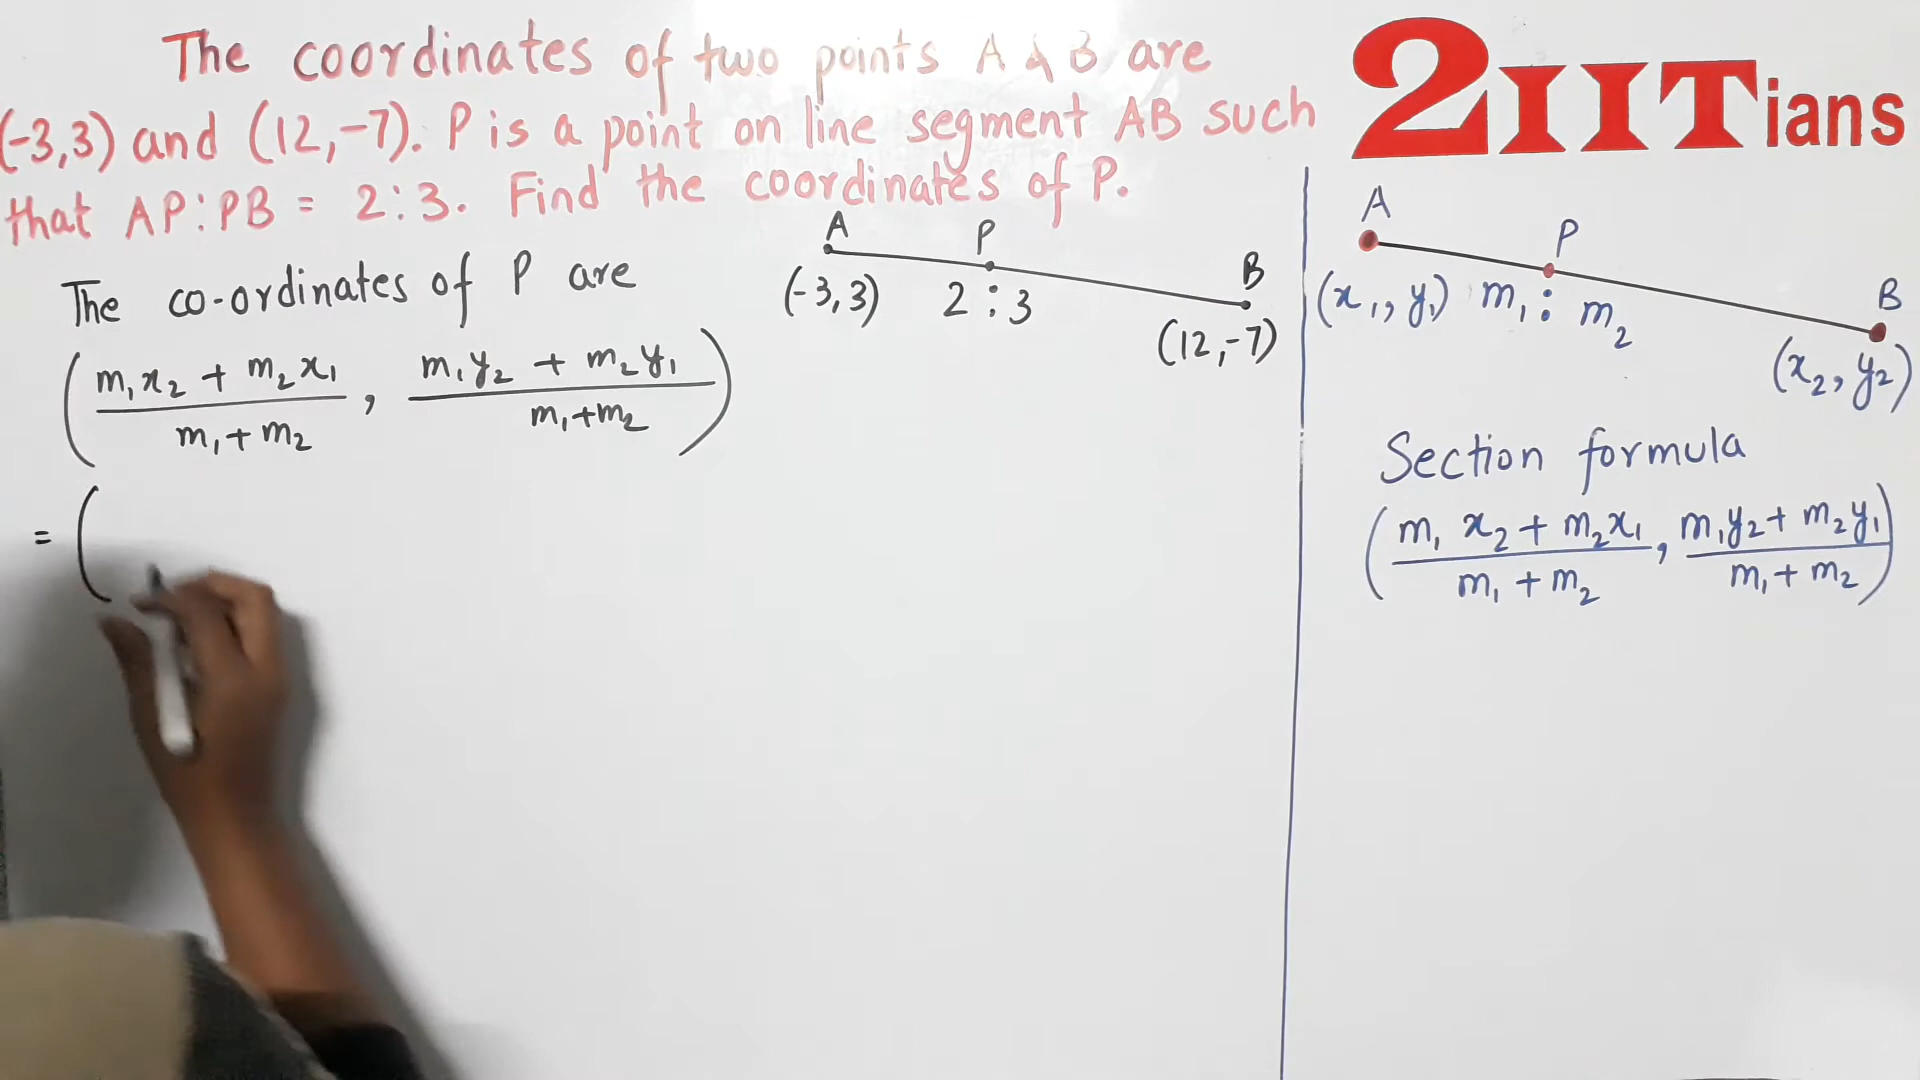 The coordinates of two points A & B are
(-3,3) and (12,-7). P is a point on line segment AB such
that AP:PB = 2:3. Find the coordinates of P.
The co-ordinates of P are
(m₁x₂ + m₂x₁ / m₁+m₂ , m₁y₂ + m₂y₁ / m₁+m₂)
= (
A
P
B
(-3,3)
2:3
(12,-7)
2IITians
A
P
B
(x₁, y₁)
m₁ : m₂
(x₂, y₂)
Section formula
(m₁ x₂ + m₂x₁ / m₁ + m₂ , m₁y₂ + m₂y₁ / m₁ + m₂)